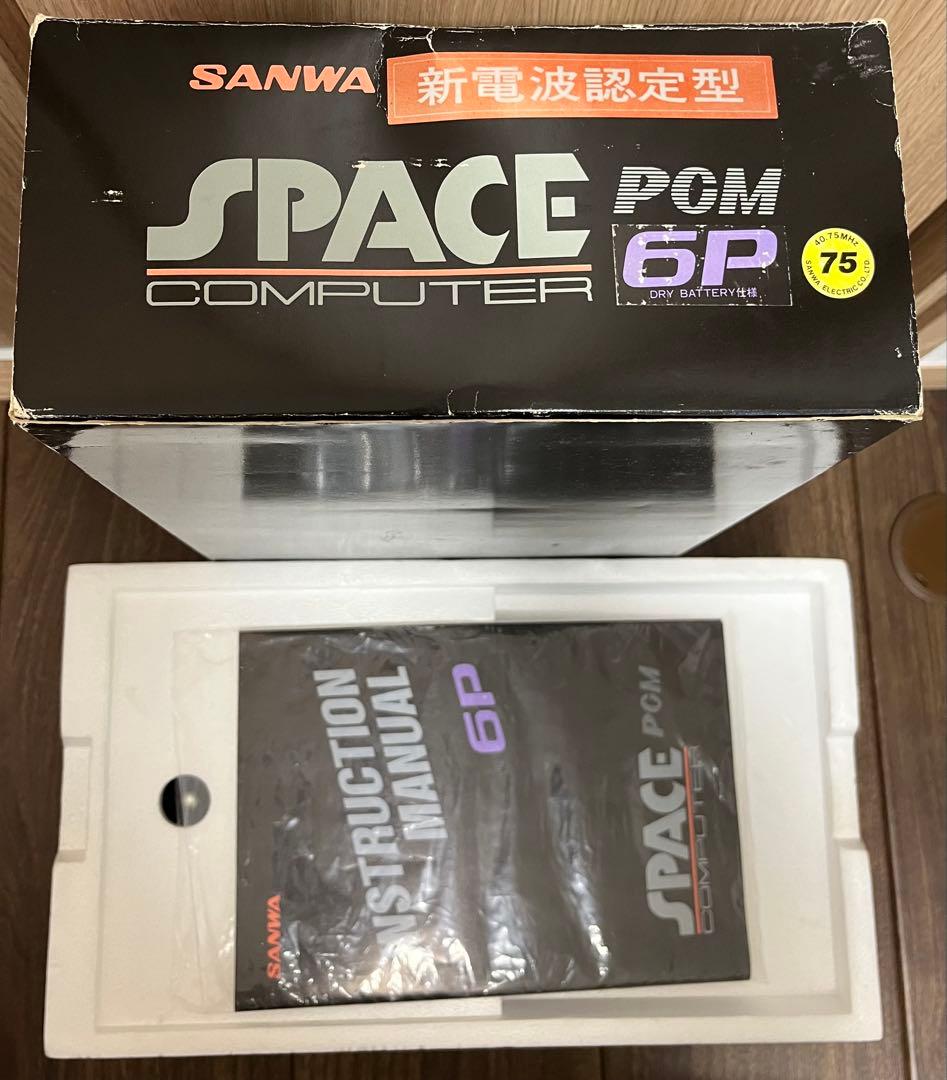 SANWA
新電波認定型
SPACE
COMPUTER
PCM
6P
DRY BATTERY仕様
40.75MHz
75
SANWA ELECTRIC CO.,LTD.
INSTRUCTION
MANUAL
6P
SANWA
SPACE
COMPUTER
PCM